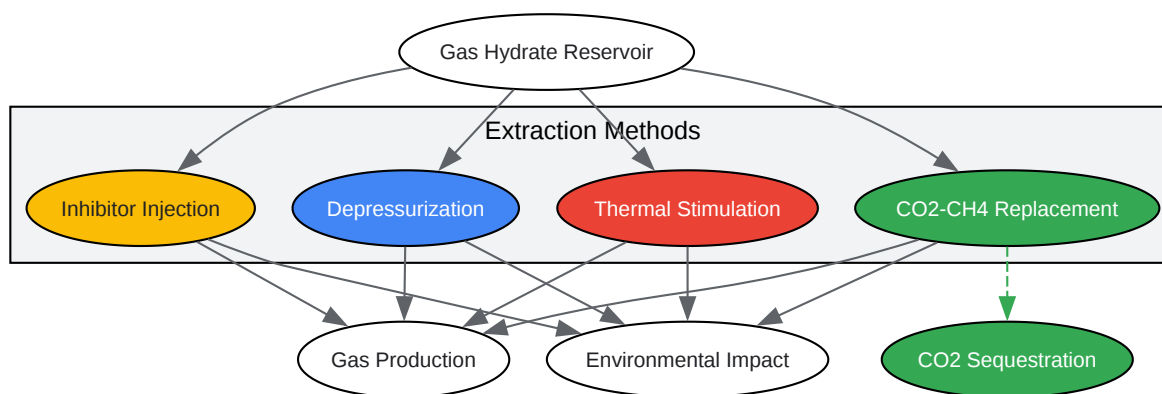 Gas Hydrate Reservoir
Extraction Methods
Inhibitor Injection
Depressurization
Thermal Stimulation
CO2-CH4 Replacement
Gas Production
Environmental Impact
CO2 Sequestration